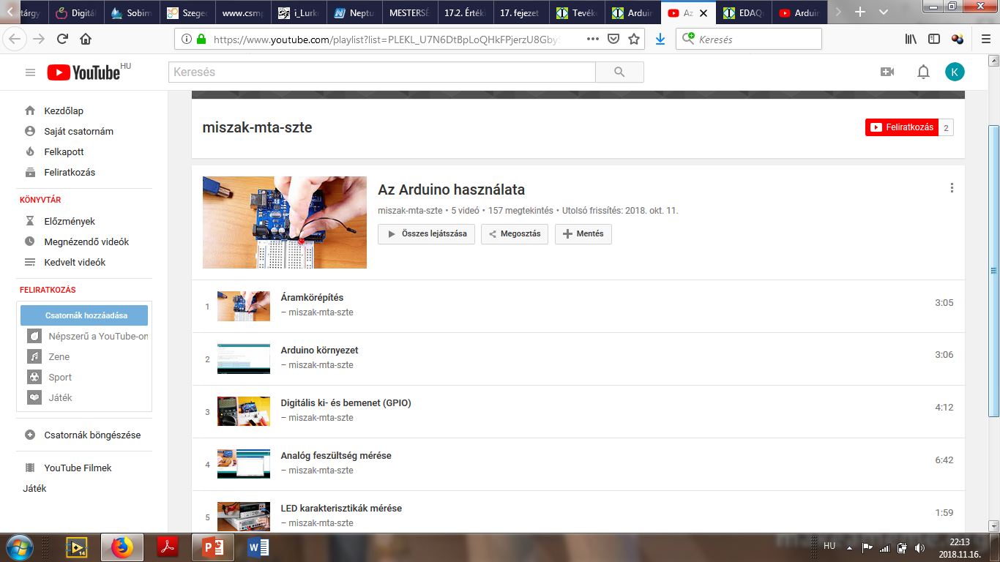 tárgy
Digitál
Sobim
Szeged
www.csmp
i_Lurko
Neptu
MESTERSÉ
17.2. Értéki
17. fejezet
Tevéke
Arduin
Az
EDAQu
Arduin
https://www.youtube.com/playlist?list=PLEKL_U7N6DtBpLoQHkFPjerzU8Gby
Keresés
YouTube HU
Keresés
K
Kezdőlap
Saját csatornám
Felkapott
Feliratkozás
KÖNYVTÁR
Előzmények
Megnézendő videók
Kedvelt videók
FELIRATKOZÁS
Csatornák hozzáadása
Népszerű a YouTube-on
Zene
Sport
Játék
Csatornák böngészése
YouTube Filmek
Játék
miszak-mta-szte
Feliratkozás 2
Az Arduino használata
miszak-mta-szte • 5 videó • 157 megtekintés • Utolsó frissítés: 2018. okt. 11.
Összes lejátszása
Megosztás
Mentés
1 Áramkörépítés 3:05
– miszak-mta-szte
2 Arduino környezet 3:06
– miszak-mta-szte
3 Digitális ki- és bemenet (GPIO) 4:12
– miszak-mta-szte
4 Analóg feszültség mérése 6:42
– miszak-mta-szte
5 LED karakterisztikák mérése 1:59
– miszak-mta-szte
14
HU
22:13
2018.11.16.